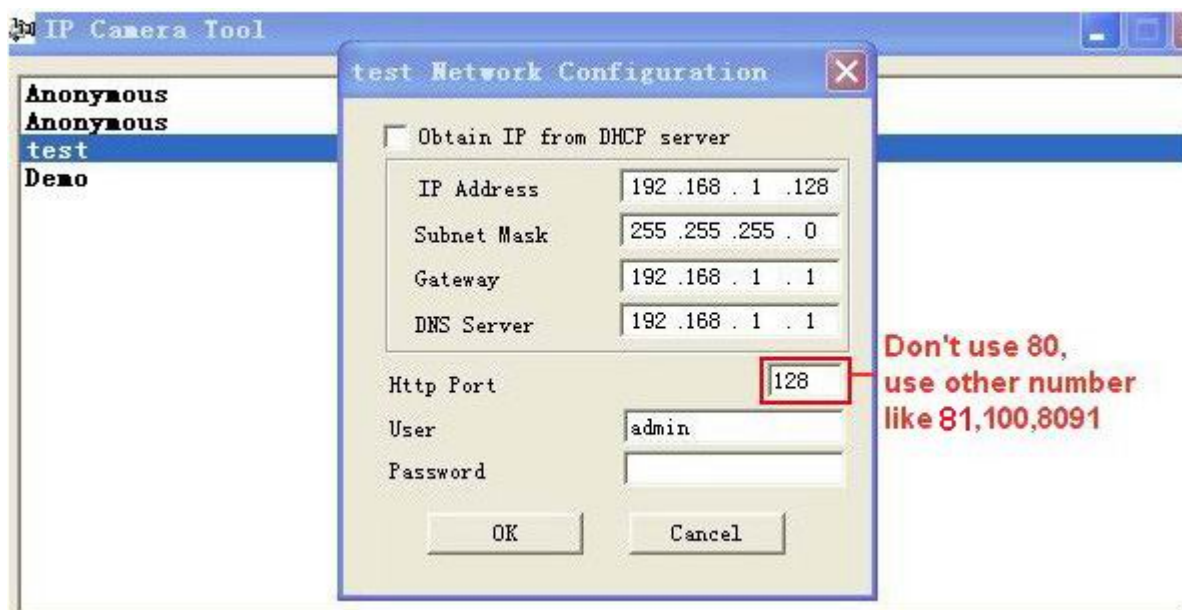 IP Camera Tool
test Network Configuration
Anonymous
Anonymous
test
Demo
Obtain IP from DHCP server
IP Address 192 .168 . 1 .128
Subnet Mask 255 .255 .255 . 0
Gateway 192 .168 . 1 . 1
DNS Server 192 .168 . 1 . 1
Http Port 128
User admin
Password
OK Cancel
Don't use 80,
use other number
like 81,100,8091